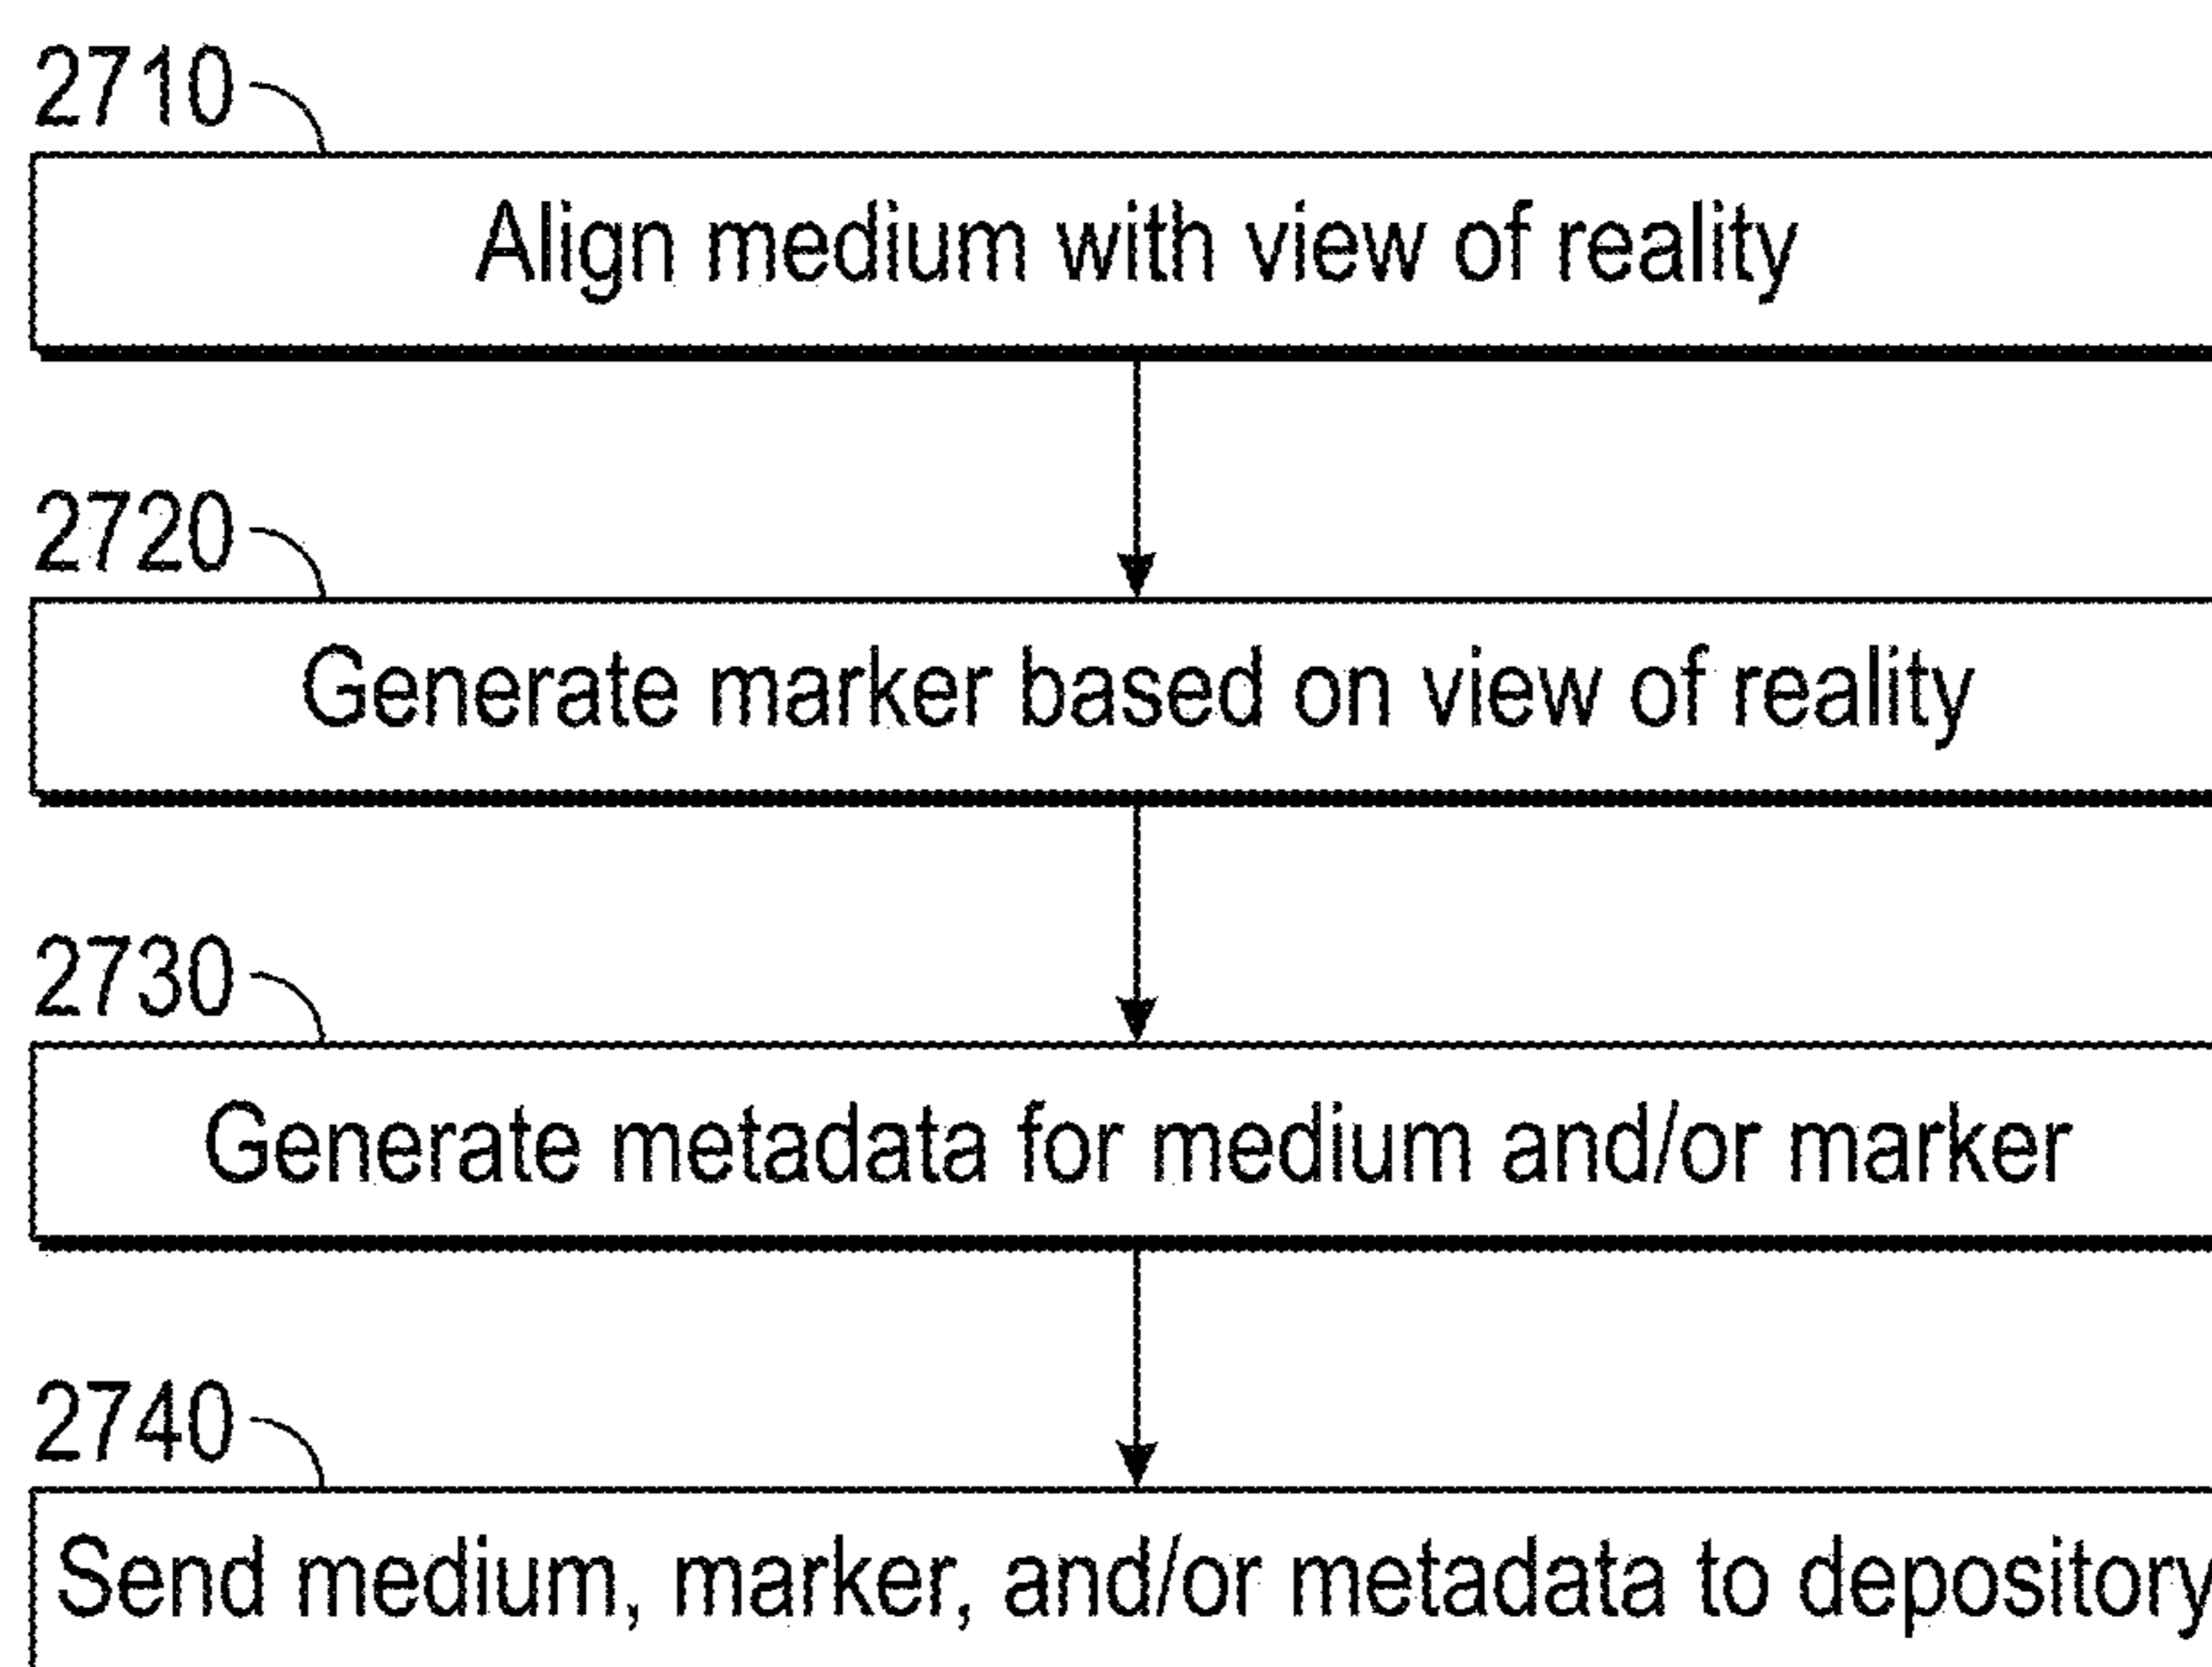 2710
Align medium with view of reality
2720
Generate marker based on view of reality
2730
Generate metadata for medium and/or marker
2740
Send medium, marker, and/or metadata to depository